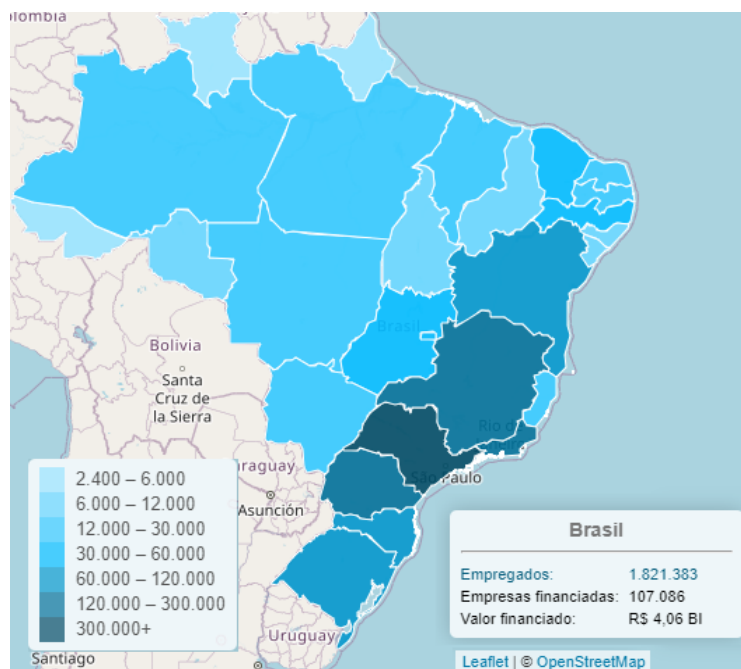 olombia
Brasil
Bolivia
Santa
Cruz de
la Sierra
Rio de
São Paulo
araguay
Asunción
2.400 – 6.000
6.000 – 12.000
12.000 – 30.000
30.000 – 60.000
60.000 – 120.000
120.000 – 300.000
300.000+
Brasil
Empregados: 1.821.383
Empresas financiadas: 107.086
Valor financiado: R$ 4,06 BI
Uruguay
Santiago
Leaflet | © OpenStreetMap